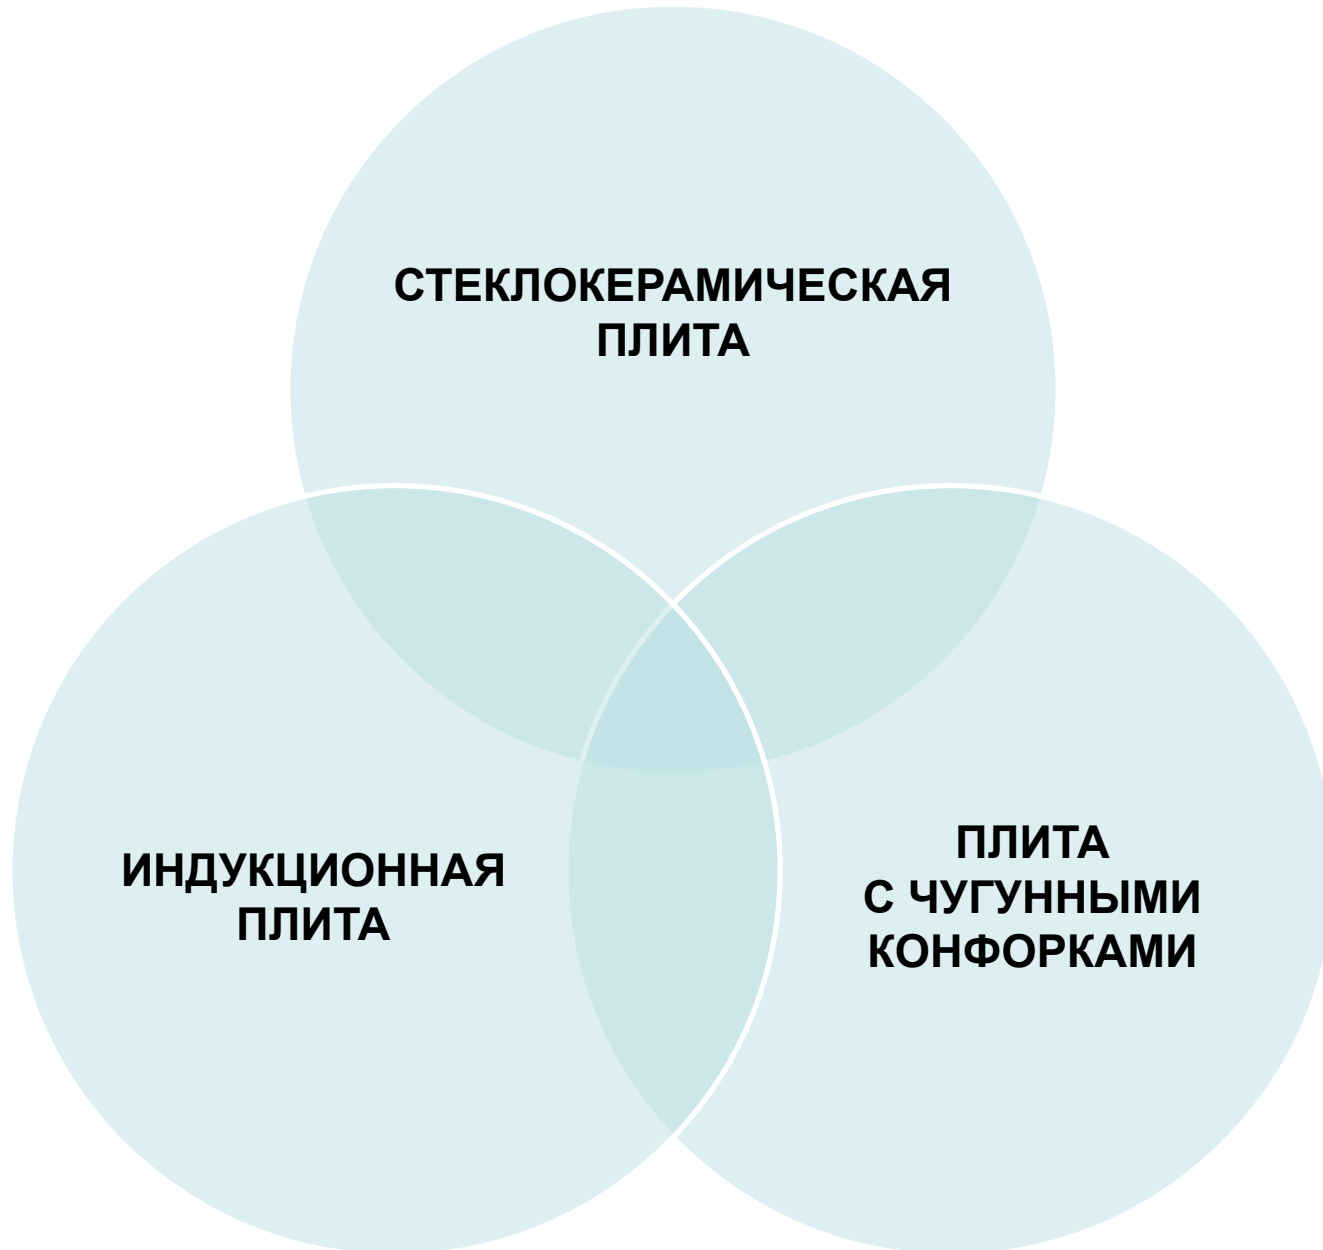 СТЕКЛОКЕРАМИЧЕСКАЯ
ПЛИТА
ИНДУКЦИОННАЯ
ПЛИТА
ПЛИТА
С ЧУГУННЫМИ
КОНФОРКАМИ